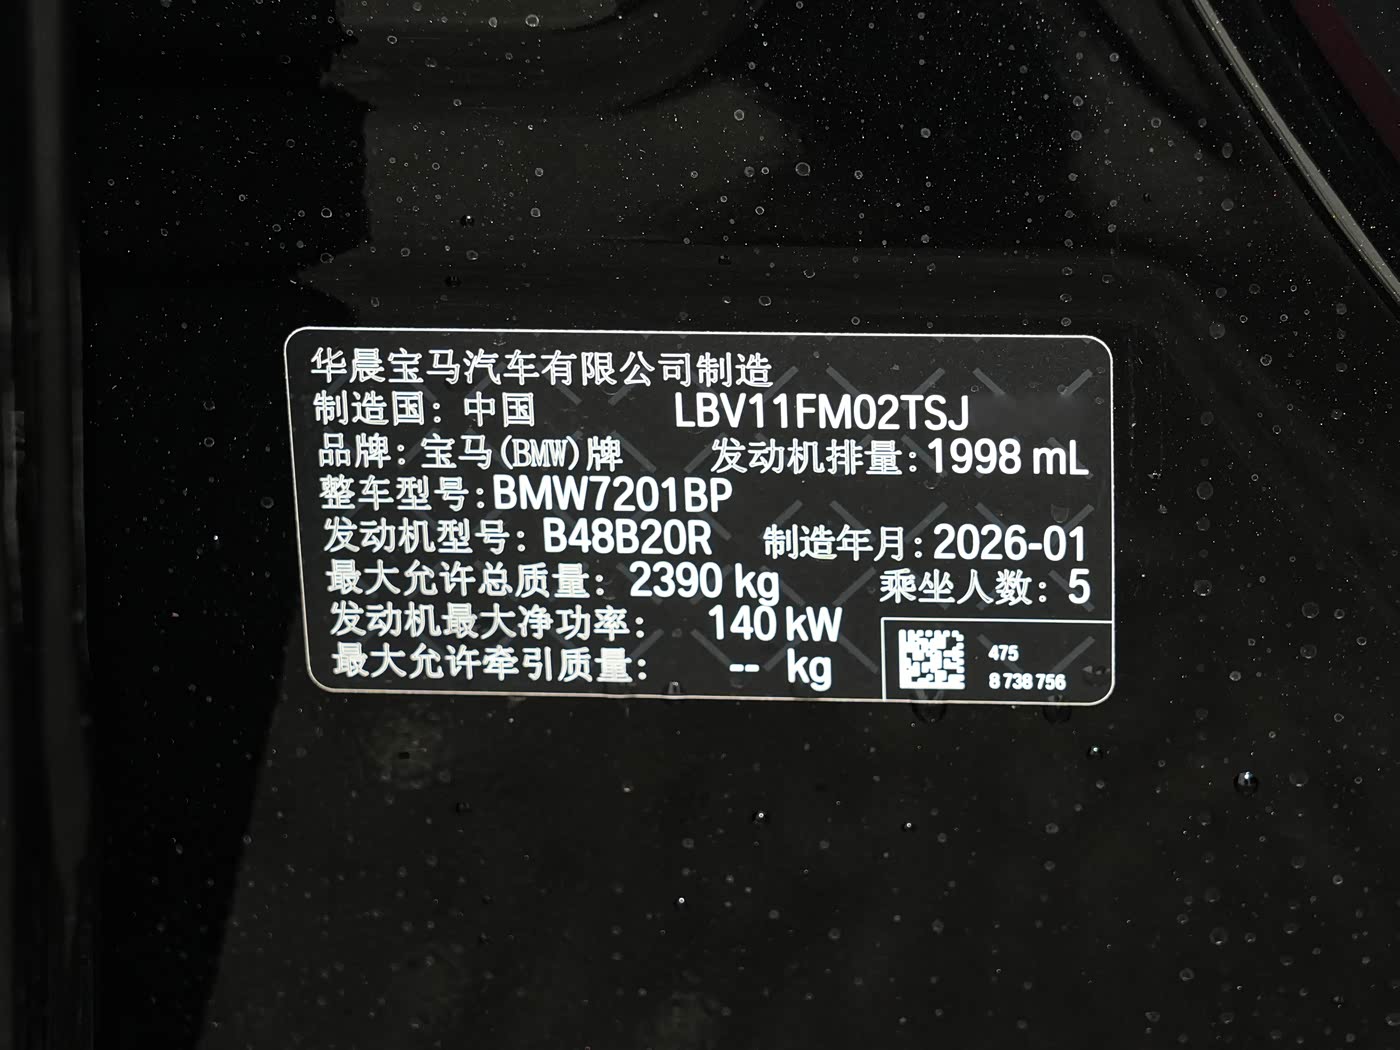 华晨宝马汽车有限公司制造
制造国：中国 LBV11FM02TSJ
品牌：宝马(BMW)牌 发动机排量：1998 mL
整车型号：BMW7201BP
发动机型号：B48B20R 制造年月：2026-01
最大允许总质量：2390 kg 乘坐人数：5
发动机最大净功率：140 kW
最大允许牵引质量：-- kg
475
8 738 756